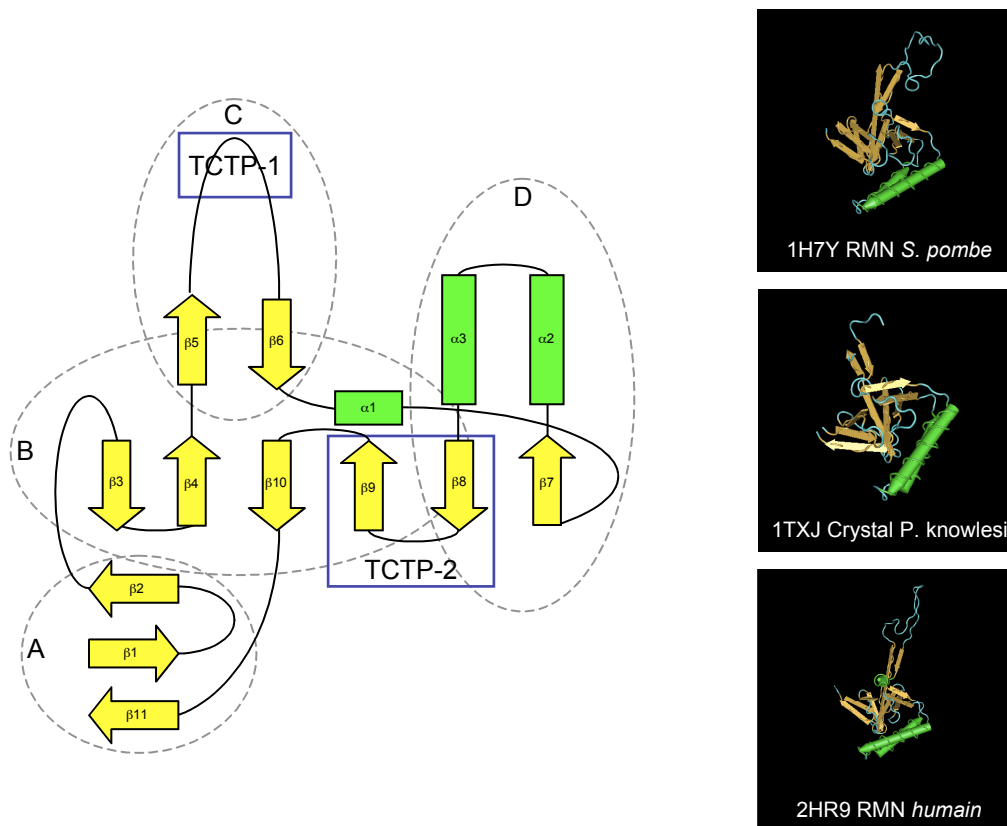 C
TCTP-1
D
β5
β6
α3
α2
α1
B
β3
β4
β10
β9
β8
β7
TCTP-2
β2
A
β1
β11
1H7Y RMN S. pombe
1TXJ Crystal P. knowlesi
2HR9 RMN humain